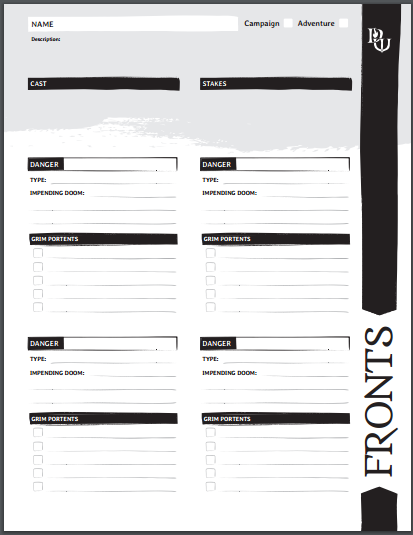 NAME
Campaign Adventure
Description:
CAST
STAKES
DANGER
TYPE:
IMPENDING DOOM:
GRIM PORTENTS
DANGER
TYPE:
IMPENDING DOOM:
GRIM PORTENTS
DANGER
TYPE:
IMPENDING DOOM:
GRIM PORTENTS
DANGER
TYPE:
IMPENDING DOOM:
GRIM PORTENTS
FRONTS